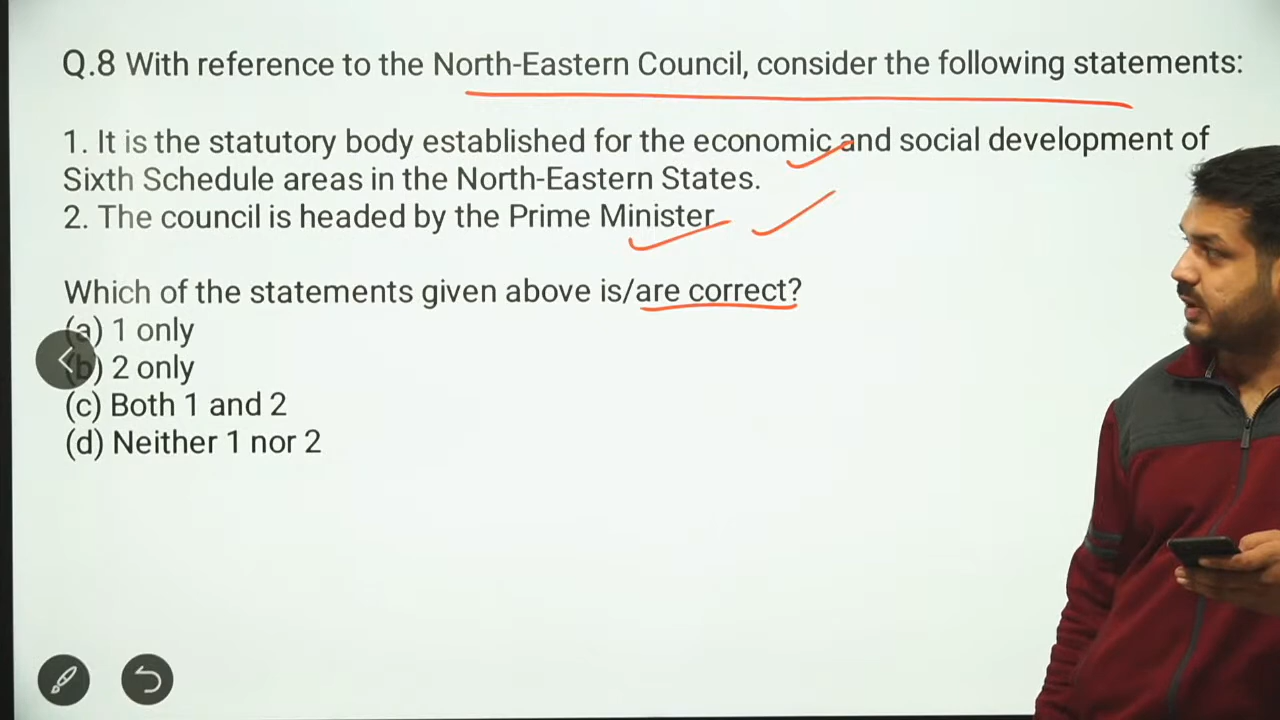 Q.8 With reference to the North-Eastern Council, consider the following statements:
1. It is the statutory body established for the economic and social development of
Sixth Schedule areas in the North-Eastern States.
2. The council is headed by the Prime Minister
Which of the statements given above is/are correct?
(a) 1 only
(b) 2 only
(c) Both 1 and 2
(d) Neither 1 nor 2